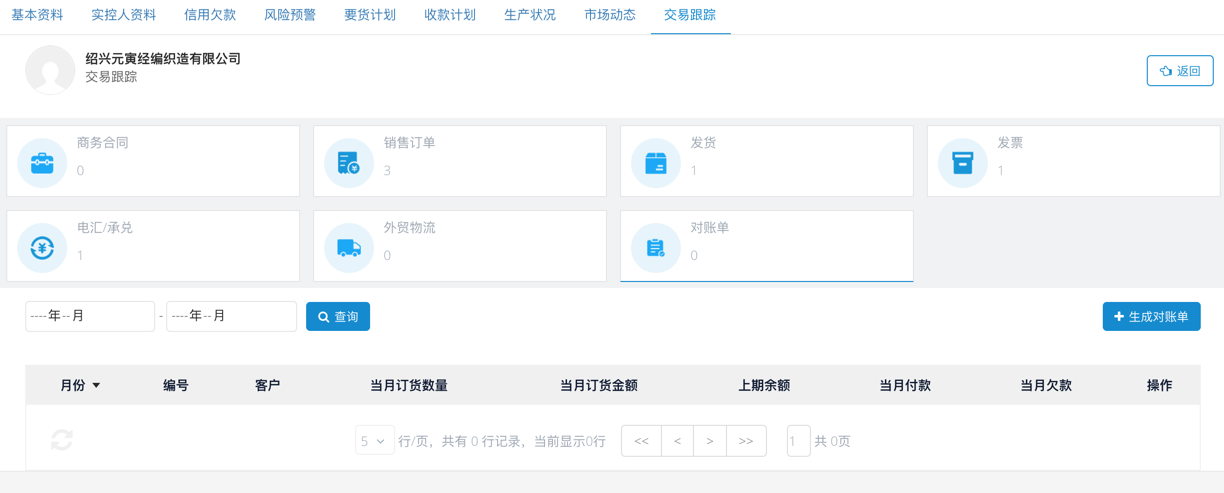 基本资料 实控人资料 信用欠款 风险预警 要货计划 收款计划 生产状况 市场动态 交易跟踪
绍兴元寅经编织造有限公司
交易跟踪
返回
商务合同 销售订单 发货 发票
0 3 1 1
电汇/承兑 外贸物流 对账单
1 0 0
----年--月 - ----年--月 查询 生成对账单
月份 编号 客户 当月订货数量 当月订货金额 上期余额 当月付款 当月欠款 操作
5 行/页，共有 0 行记录，当前显示0行 << < > >> 1 共 0页